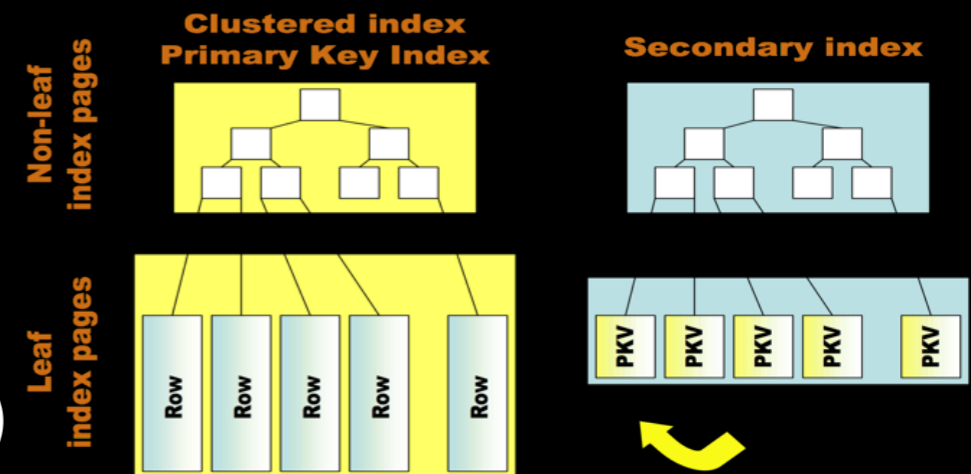 Clustered index
Primary Key Index
Secondary index
Non-leaf
index pages
Leaf
index pages
Row
Row
Row
Row
Row
PKV
PKV
PKV
PKV
PKV